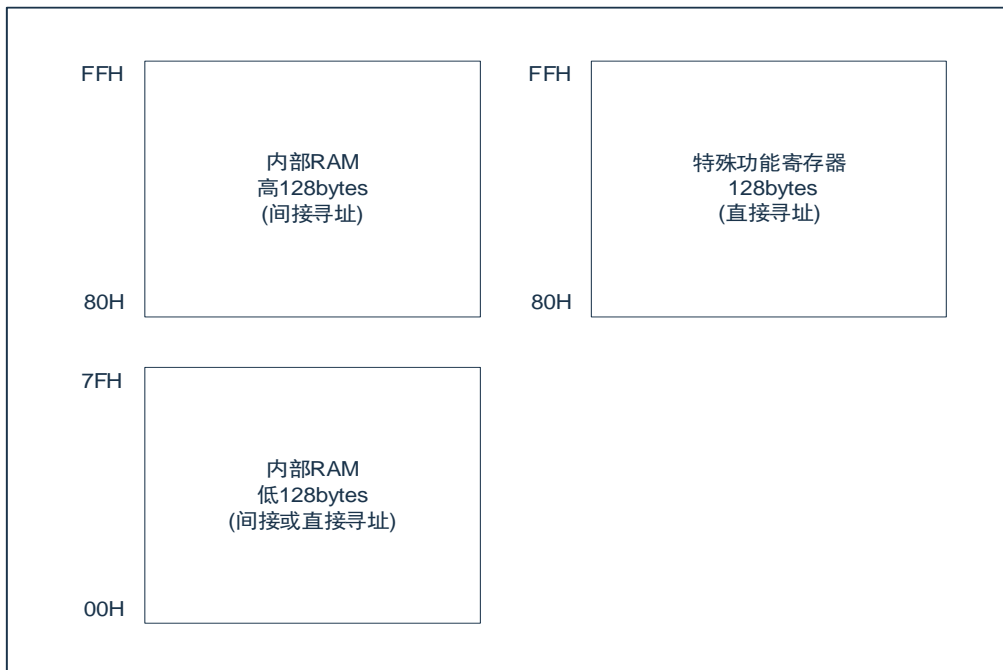 FFH
内部RAM
高128bytes
(间接寻址)
80H
FFH
特殊功能寄存器
128bytes
(直接寻址)
80H
7FH
内部RAM
低128bytes
(间接或直接寻址)
00H